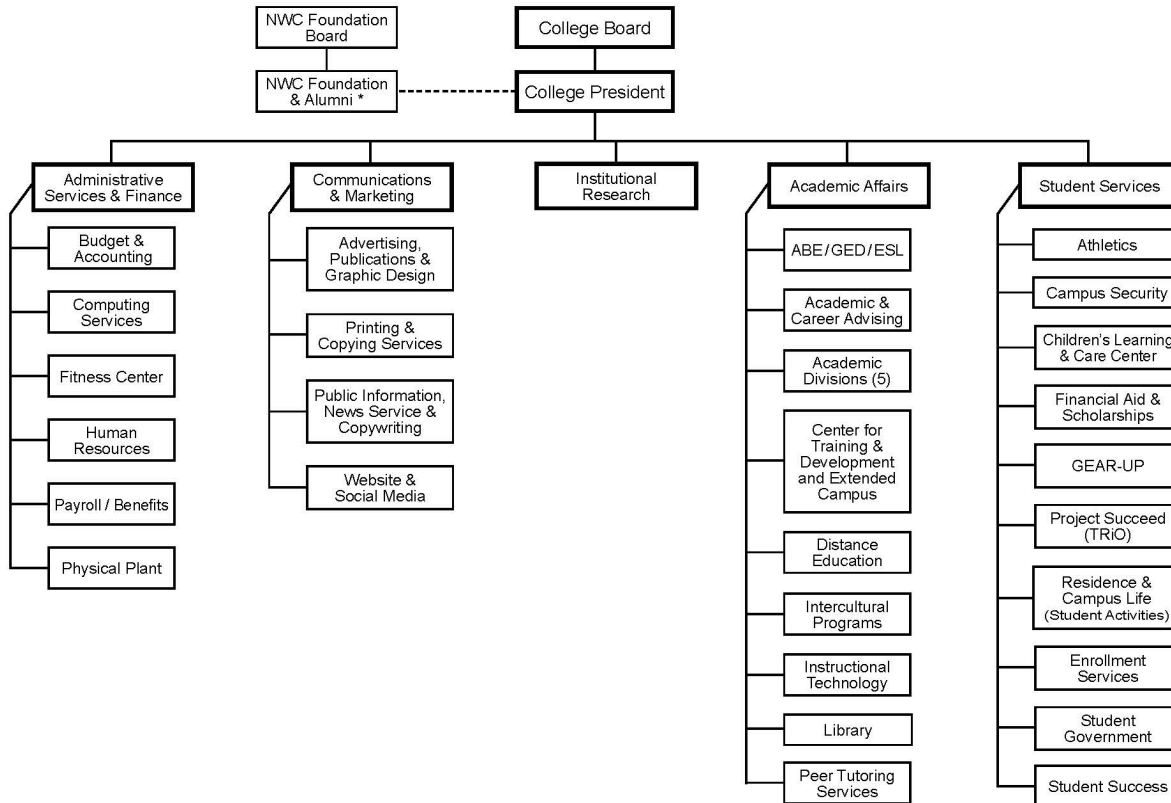 NWC Foundation
Board
College Board
NWC Foundation
& Alumni *
College President
Administrative
Services & Finance
Budget &
Accounting
Computing
Services
Fitness Center
Human
Resources
Payroll / Benefits
Physical Plant
Communications
& Marketing
Advertising,
Publications &
Graphic Design
Printing &
Copying Services
Public Information,
News Service &
Copywriting
Website &
Social Media
Institutional
Research
Academic Affairs
ABE / GED / ESL
Academic &
Career Advising
Academic
Divisions (5)
Center for
Training &
Development
and Extended
Campus
Distance
Education
Intercultural
Programs
Instructional
Technology
Library
Peer Tutoring
Services
Student Services
Athletics
Campus Security
Children's Learning
& Care Center
Financial Aid &
Scholarships
GEAR-UP
Project Succeed
(TRiO)
Residence &
Campus Life
(Student Activities)
Enrollment
Services
Student
Government
Student Success